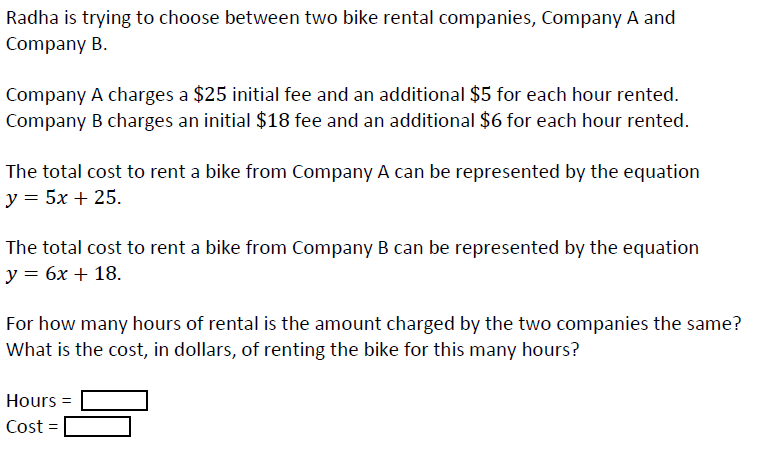 Radha is trying to choose between two bike rental companies, Company A and
Company B.
Company A charges a $25 initial fee and an additional $5 for each hour rented.
Company B charges an initial $18 fee and an additional $6 for each hour rented.
The total cost to rent a bike from Company A can be represented by the equation
y = 5x + 25.
The total cost to rent a bike from Company B can be represented by the equation
y = 6x + 18.
For how many hours of rental is the amount charged by the two companies the same?
What is the cost, in dollars, of renting the bike for this many hours?
Hours =
Cost =